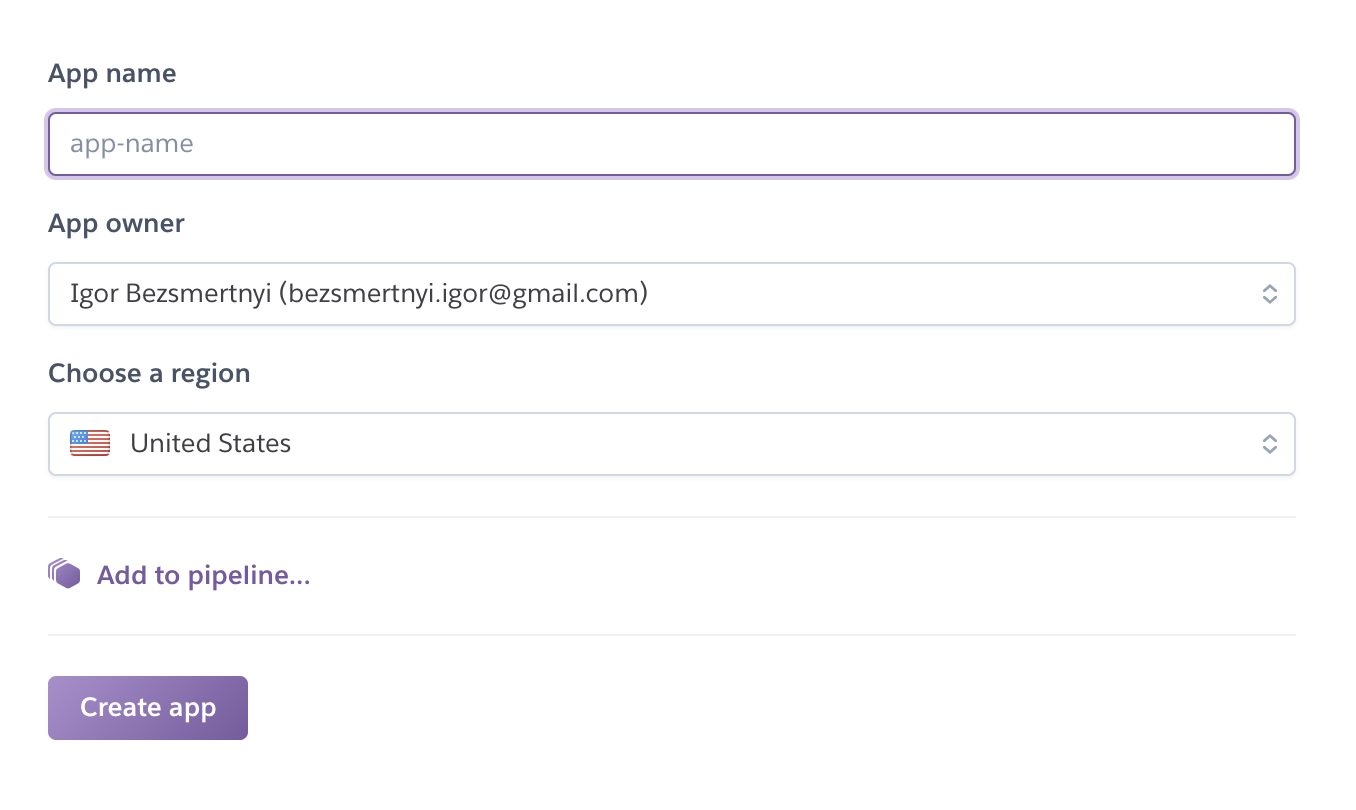 App name
app-name
App owner
Igor Bezsmertnyi (bezsmertnyi.igor@gmail.com)
Choose a region
United States
Add to pipeline...
Create app